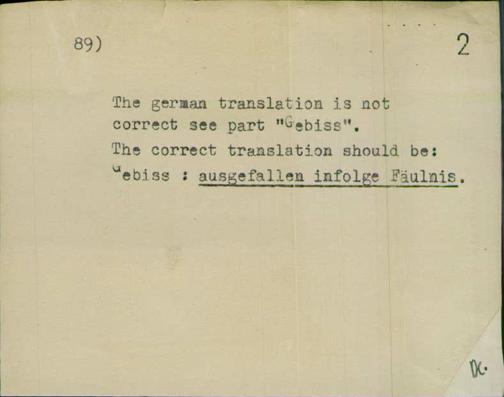 89)
2
The german translation is not
correct see part "Gebiss".
The correct translation should be:
Gebiss : ausgefallen infolge Fäulnis.